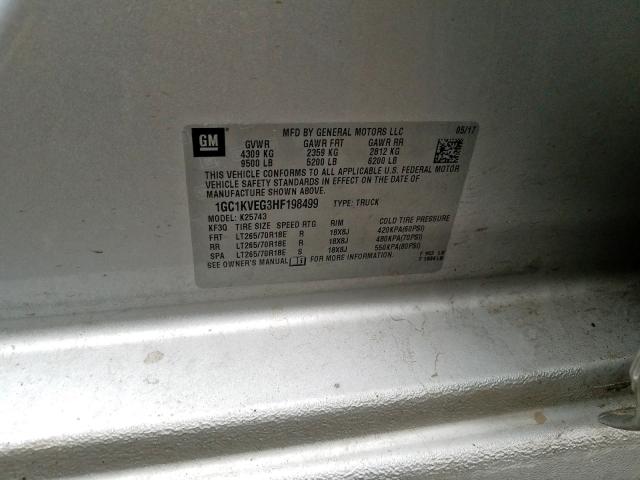 GM
MFD BY GENERAL MOTORS LLC 05/17
GVWR GAWR FRT GAWR RR
4309 KG 2359 KG 2812 KG
9500 LB 5200 LB 6200 LB
THIS VEHICLE CONFORMS TO ALL APPLICABLE U.S. FEDERAL MOTOR
VEHICLE SAFETY STANDARDS IN EFFECT ON THE DATE OF
MANUFACTURE SHOWN ABOVE.
1GC1KVEG3HF198499 TYPE: TRUCK
MODEL: K25743
KF3Q TIRE SIZE SPEED RTG RIM COLD TIRE PRESSURE
FRT LT265/70R18E R 18X8J 420KPA(60PSI)
RR LT265/70R18E R 18X8J 480KPA(70PSI)
SPA LT265/70R18E S 18X8J 550KPA(80PSI)
SEE OWNER'S MANUAL FOR MORE INFORMATION.